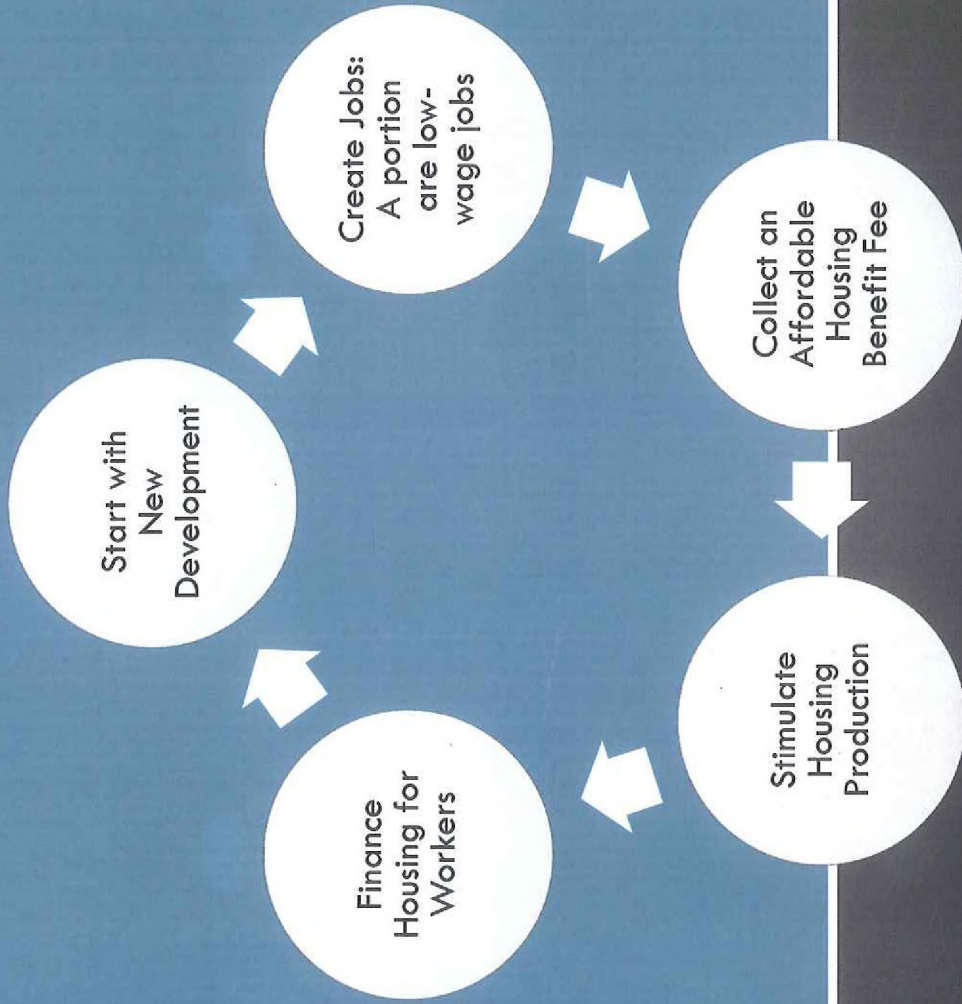 Start with
New
Development
Create Jobs:
A portion
are low-
wage jobs
Collect an
Affordable
Housing
Benefit Fee
Stimulate
Housing
Production
Finance
Housing for
Workers